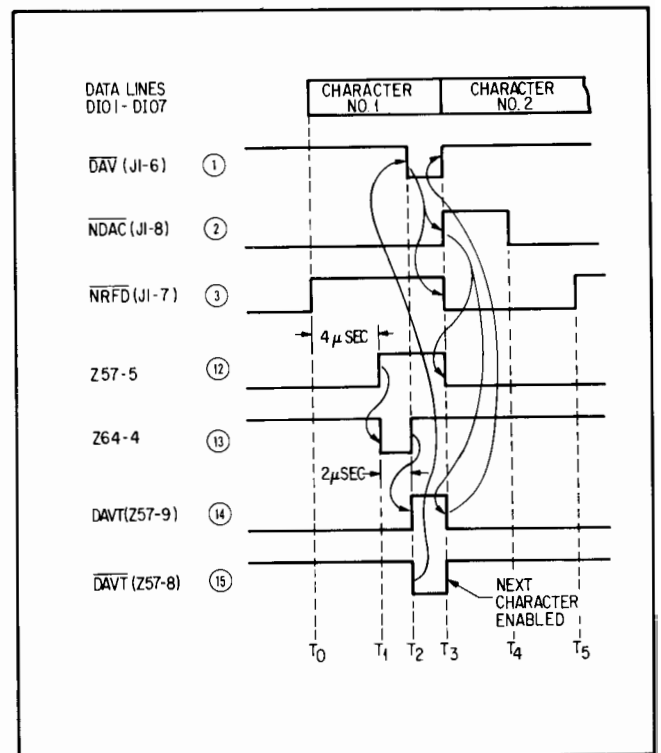 DATA LINES
DIO1-DIO7
CHARACTER
NO. 1
CHARACTER
NO. 2
DAV (J1-6) 1
NDAC (J1-8) 2
NRFD (J1-7) 3
4 µ SEC
Z57-5 12
Z64-4 13
2µSEC
DAVT(Z57-9) 14
DAVT (Z57-8) 15
NEXT
CHARACTER
ENABLED
T0 T1 T2 T3 T4 T5